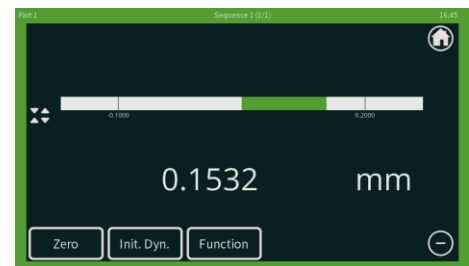 Part 1 Sequence 1 (1/1) 16:45
-0.1000 0.2000
0.1532 mm
Zero Init. Dyn. Function